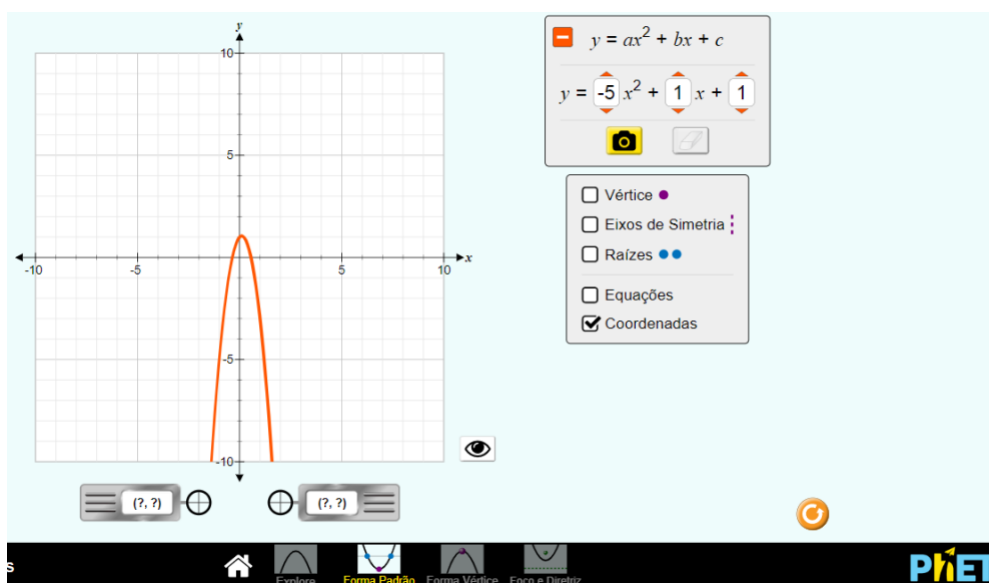 y
10
5
-10
-5
5
10
x
-5
-10
(?, ?)
(?, ?)
y = ax² + bx + c
y = -5 x² + 1 x + 1
Vértice
Eixos de Simetria
Raízes
Equações
Coordenadas
s
Explore
Forma Padrão
Forma Vértice
Foco e Diretriz
PhET